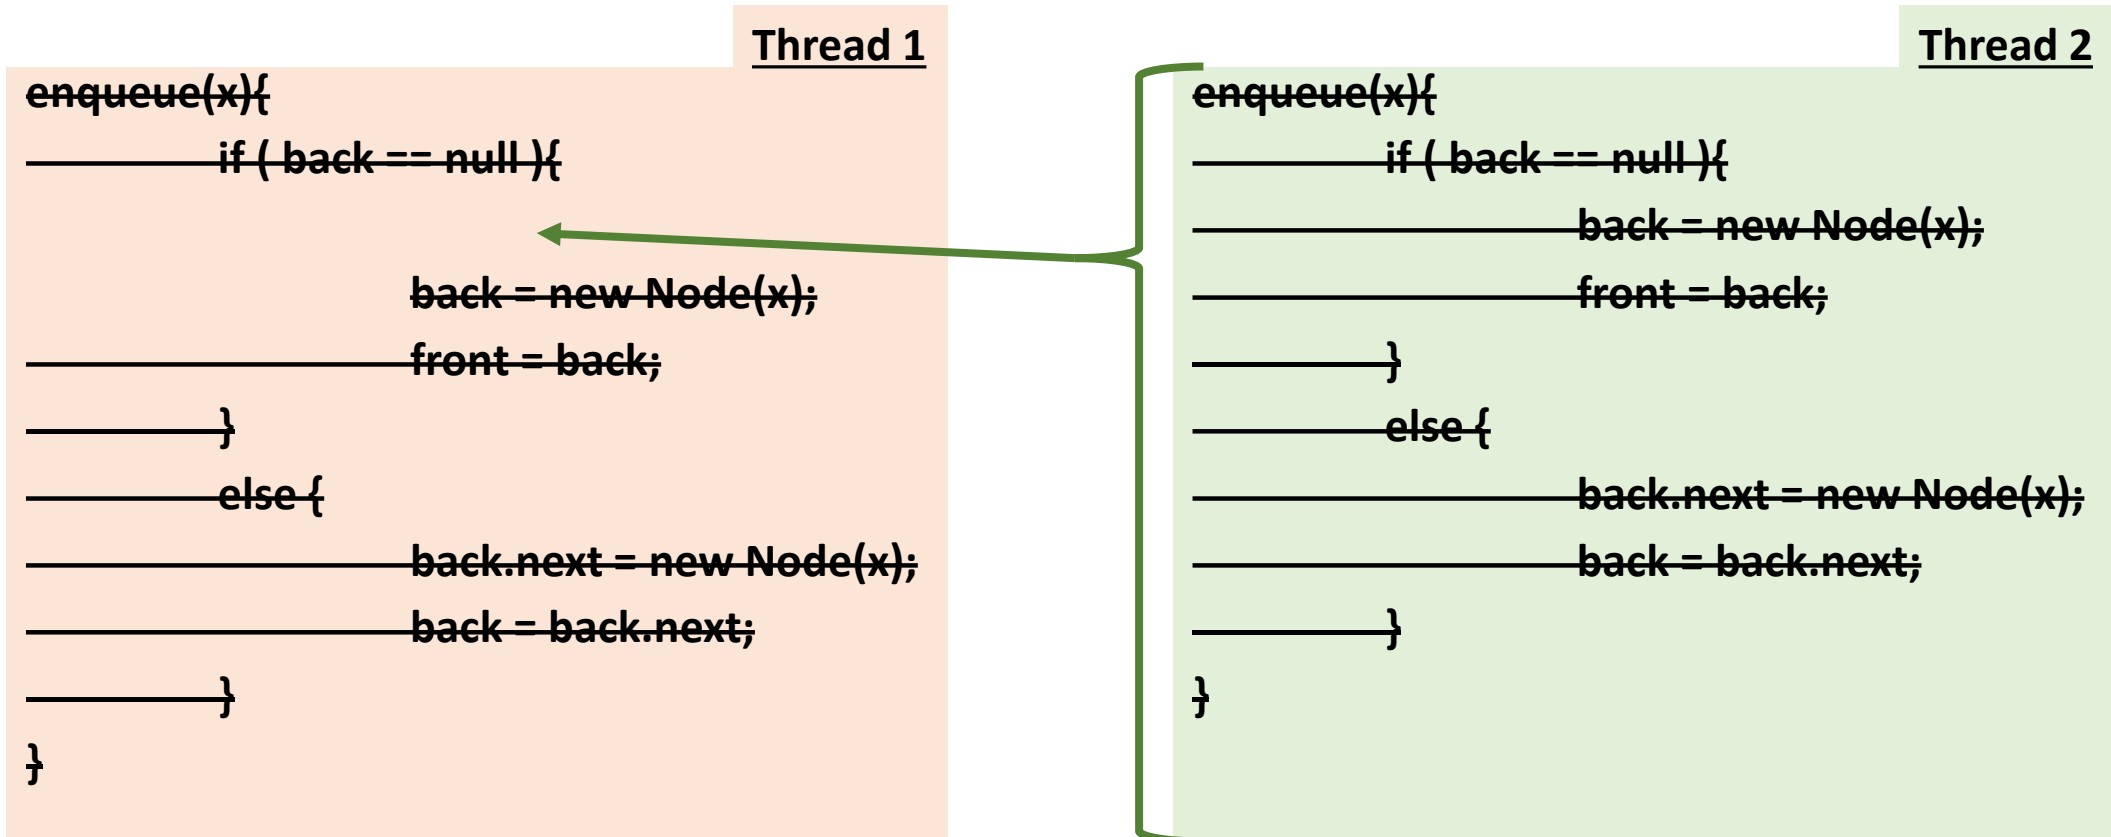 Thread 1
enqueue(x){
if ( back == null ){
back = new Node(x);
front = back;
}
else {
back.next = new Node(x);
back = back.next;
}
}
Thread 2
enqueue(x){
if ( back == null ){
back = new Node(x);
front = back;
}
else {
back.next = new Node(x);
back = back.next;
}
}